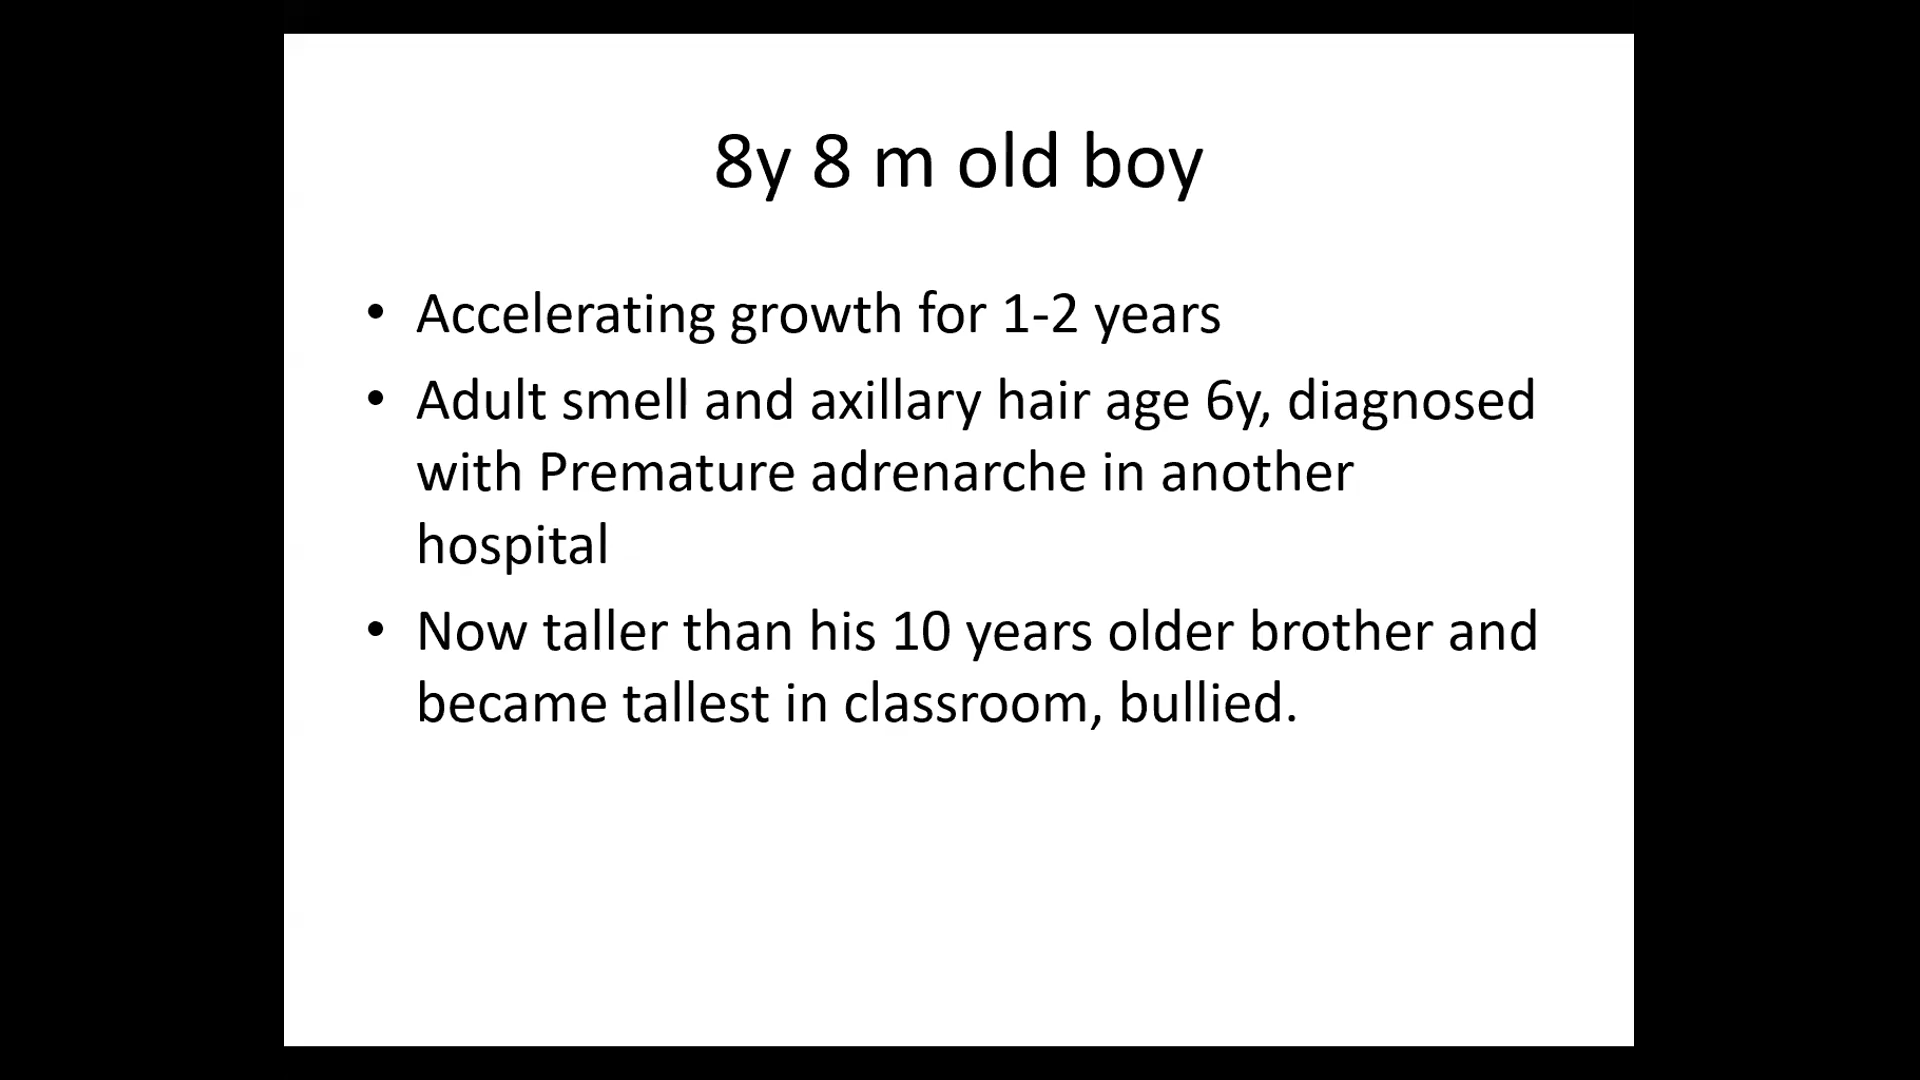 8y 8 m old boy
• Accelerating growth for 1-2 years
• Adult smell and axillary hair age 6y, diagnosed
with Premature adrenarche in another
hospital
• Now taller than his 10 years older brother and
became tallest in classroom, bullied.